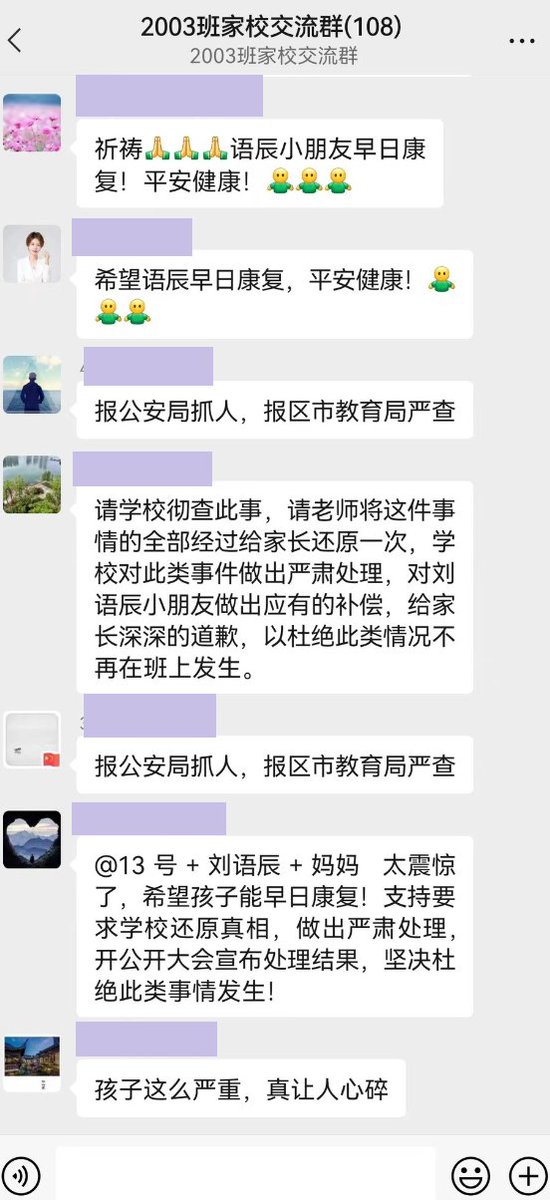 2003班家校交流群(108)
2003班家校交流群
祈祷🙏🙏🙏语辰小朋友早日康
复！平安健康！
希望语辰早日康复，平安健康！
报公安局抓人，报区市教育局严查
请学校彻查此事，请老师将这件事
情的全部经过给家长还原一次，学
校对此类事件做出严肃处理，对刘
语辰小朋友做出应有的补偿，给家
长深深的道歉，以杜绝此类情况不
再在班上发生。
报公安局抓人，报区市教育局严查
@13 号 + 刘语辰 + 妈妈 太震惊
了，希望孩子能早日康复！支持要
求学校还原真相，做出严肃处理，
开公开大会宣布处理结果，坚决杜
绝此类事情发生！
孩子这么严重，真让人心碎